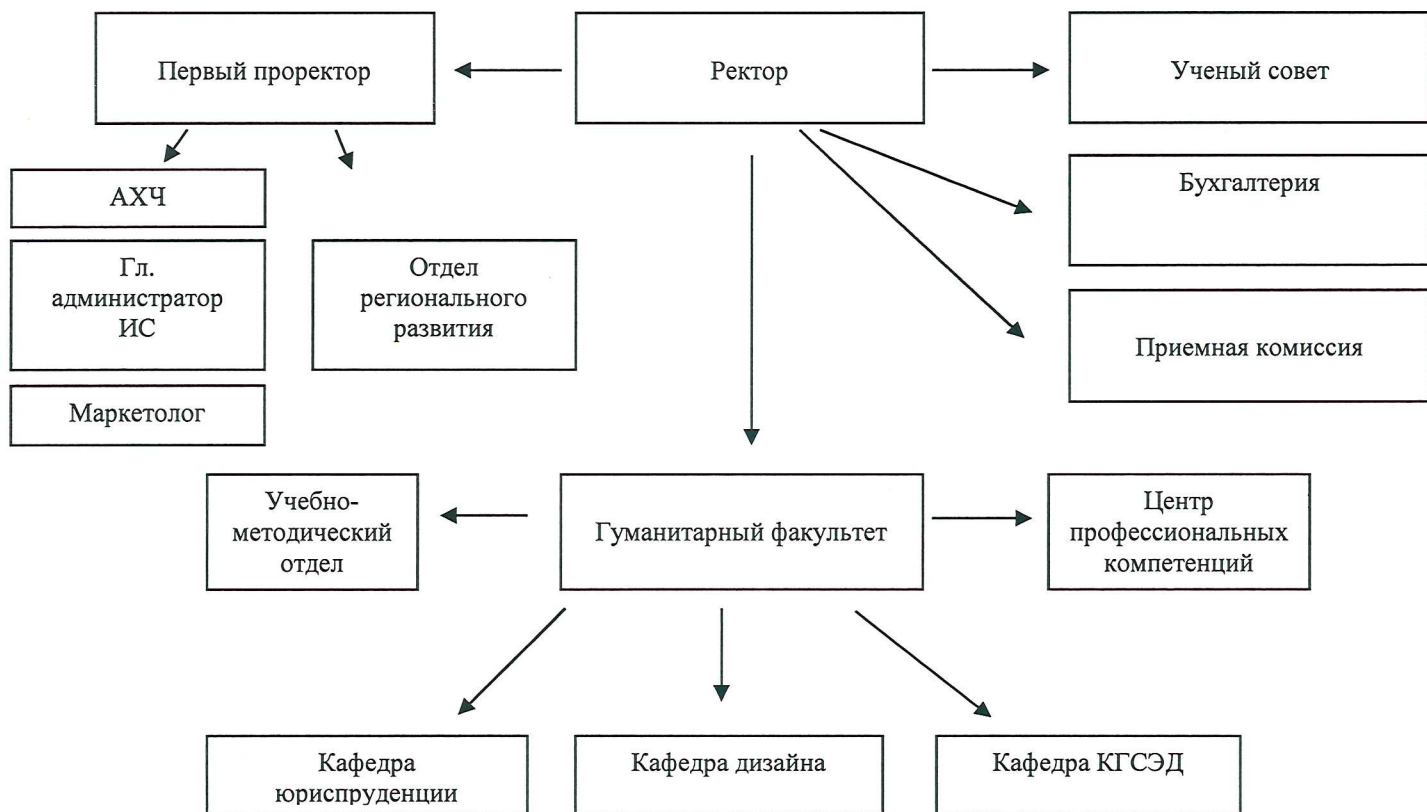 Первый проректор
Ректор
Ученый совет
АХЧ
Бухгалтерия
Гл.
администратор
ИС
Отдел
регионального
развития
Приемная комиссия
Маркетолог
Учебно-
методический
отдел
Гуманитарный факультет
Центр
профессиональных
компетенций
Кафедра
юриспруденции
Кафедра дизайна
Кафедра КГСЭД